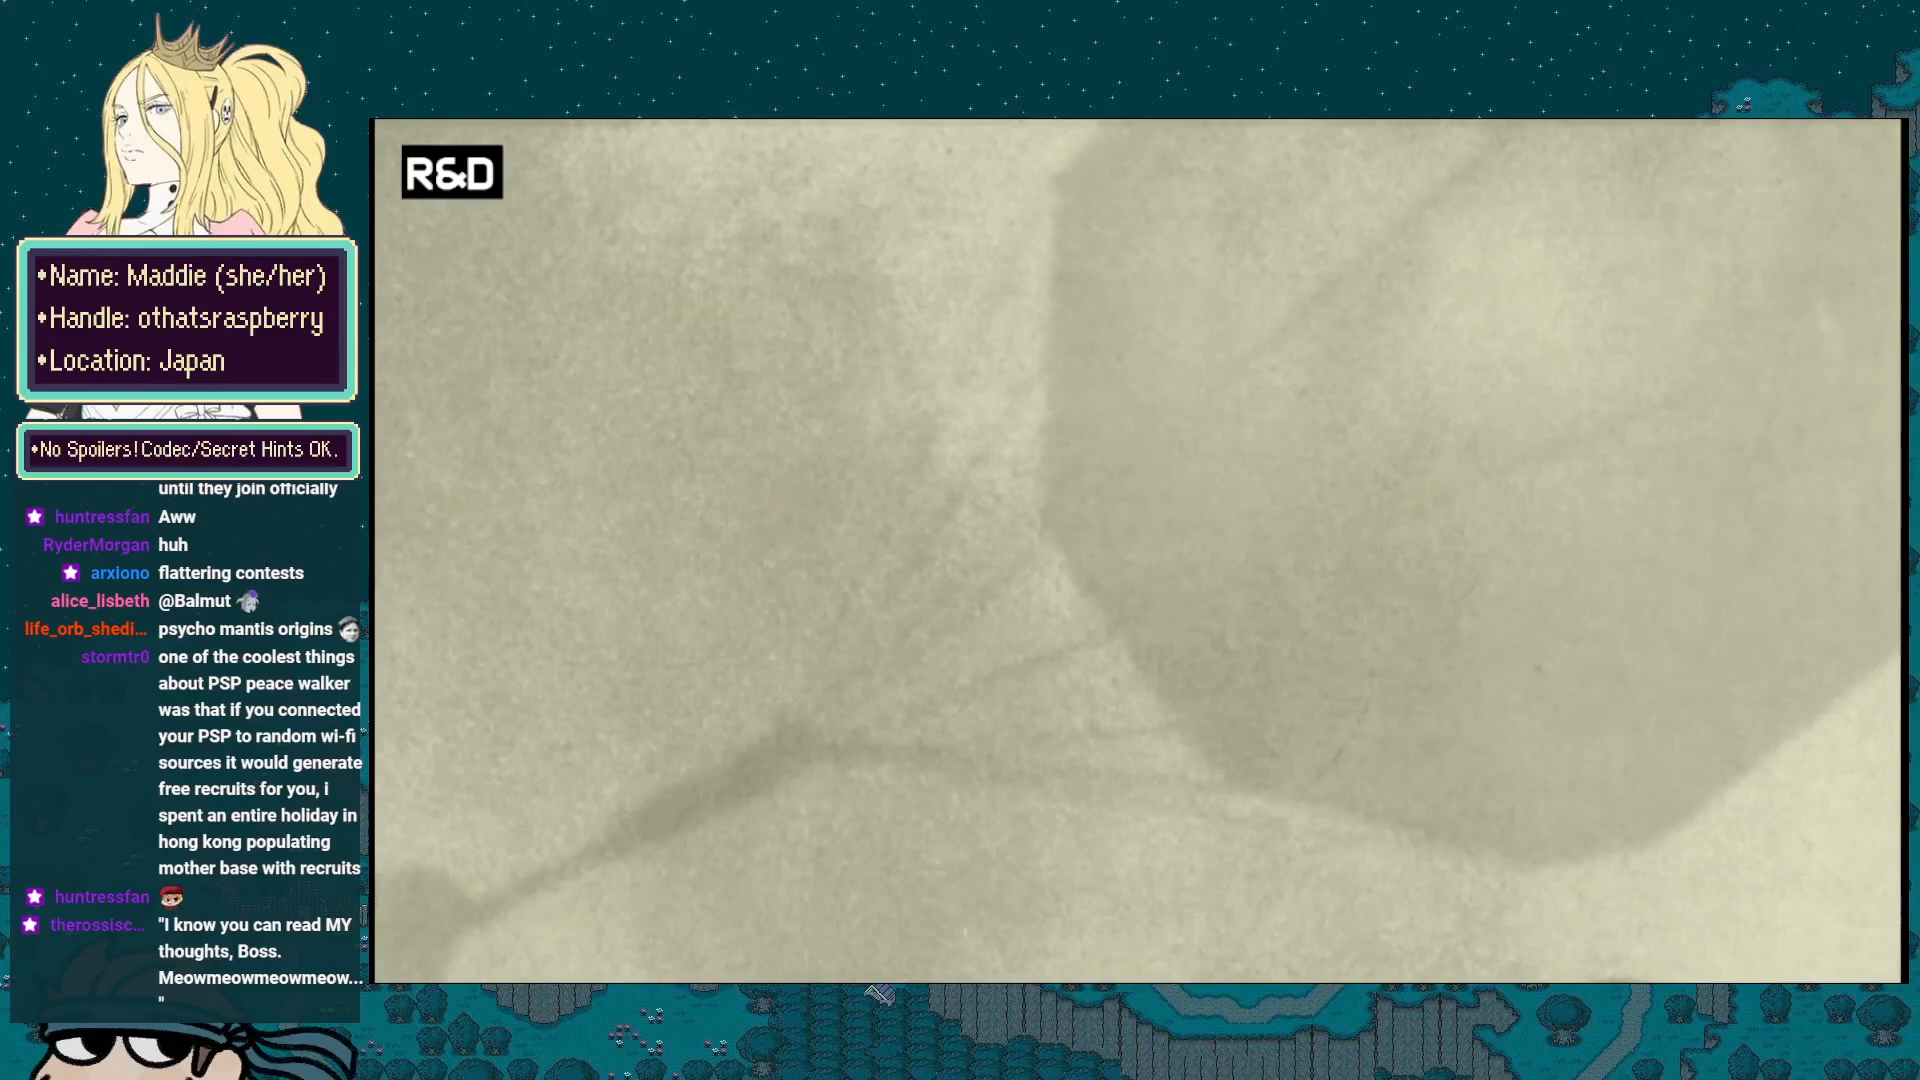 R&D
•Name: Maddie (she/her)
•Handle: othatsraspberry
•Location: Japan
•No Spoilers! Codec/Secret Hints OK.
until they join officially
huntressfan Aww
RyderMorgan huh
arxiono flattering contests
alice_lisbeth @Balmut
life_orb_shedi... psycho mantis origins
stormtr0 one of the coolest things
about PSP peace walker
was that if you connected
your PSP to random wi-fi
sources it would generate
free recruits for you, i
spent an entire holiday in
hong kong populating
mother base with recruits
huntressfan
therossisc... "I know you can read MY
thoughts, Boss.
Meowmeowmeowmeow...
"